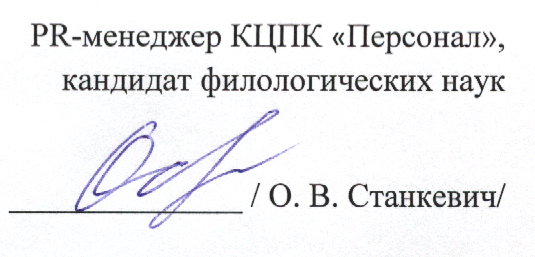 PR-менеджер КЦПК «Персонал»,
кандидат филологических наук
/ О. В. Станкевич/